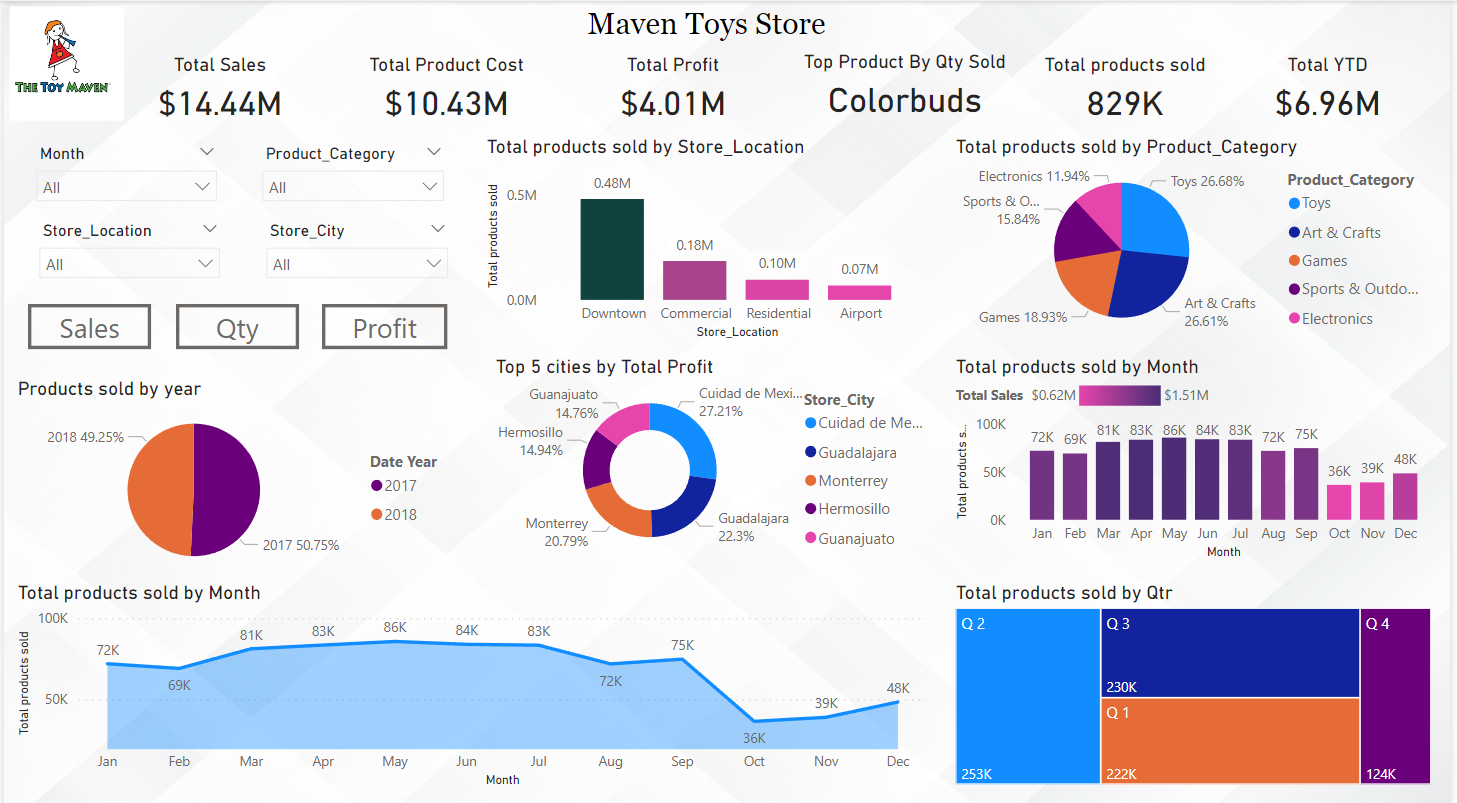 Maven Toys Store
THE TOY MAVEN
Total Sales
$14.44M
Total Product Cost
$10.43M
Total Profit
$4.01M
Top Product By Qty Sold
Colorbuds
Total products sold
829K
Total YTD
$6.96M
Month
All
Product_Category
All
Store_Location
All
Store_City
All
Sales
Qty
Profit
Total products sold by Store_Location
Total products sold
0.5M
0.0M
0.48M
0.18M
0.10M
0.07M
Downtown
Commercial
Residential
Airport
Store_Location
Total products sold by Product_Category
Electronics 11.94%
Toys 26.68%
Sports & O...
15.84%
Games 18.93%
Art & Crafts
26.61%
Product_Category
Toys
Art & Crafts
Games
Sports & Outdo...
Electronics
Products sold by year
2018 49.25%
2017 50.75%
Date Year
2017
2018
Top 5 cities by Total Profit
Guanajuato
14.76%
Cuidad de Mexi...
27.21%
Hermosillo
14.94%
Monterrey
20.79%
Guadalajara
22.3%
Store_City
Cuidad de Me...
Guadalajara
Monterrey
Hermosillo
Guanajuato
Total products sold by Month
Total Sales $0.62M $1.51M
Total products s...
100K
50K
0K
72K 69K 81K 83K 86K 84K 83K 72K 75K 36K 39K 48K
Jan Feb Mar Apr May Jun Jul Aug Sep Oct Nov Dec
Month
Total products sold by Month
Total products sold
100K
50K
72K 69K 81K 83K 86K 84K 83K 72K 75K 36K 39K 48K
Jan Feb Mar Apr May Jun Jul Aug Sep Oct Nov Dec
Month
Total products sold by Qtr
Q 2
253K
Q 3
230K
Q 1
222K
Q 4
124K